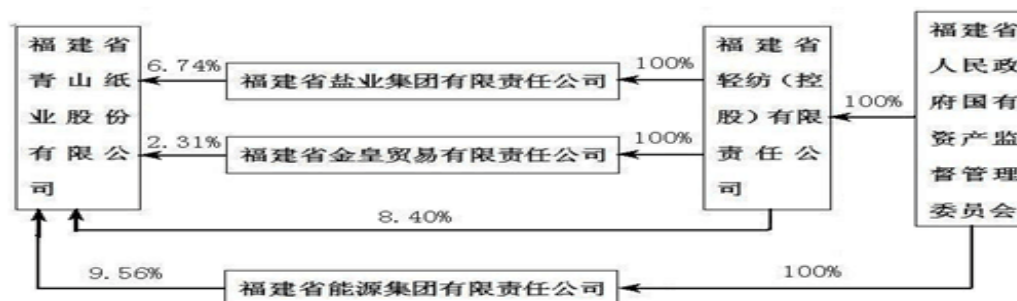 福建省
青山纸
业股份
有限公
司
6.74%
福建省盐业集团有限责任公司
100%
2.31%
福建省金皇贸易有限责任公司
100%
8.40%
福建省
轻纺(控
股)有限
责任公
司
100%
福建省
人民政
府国有
资产监
督管理
委员会
9.56%
福建省能源集团有限责任公司
100%